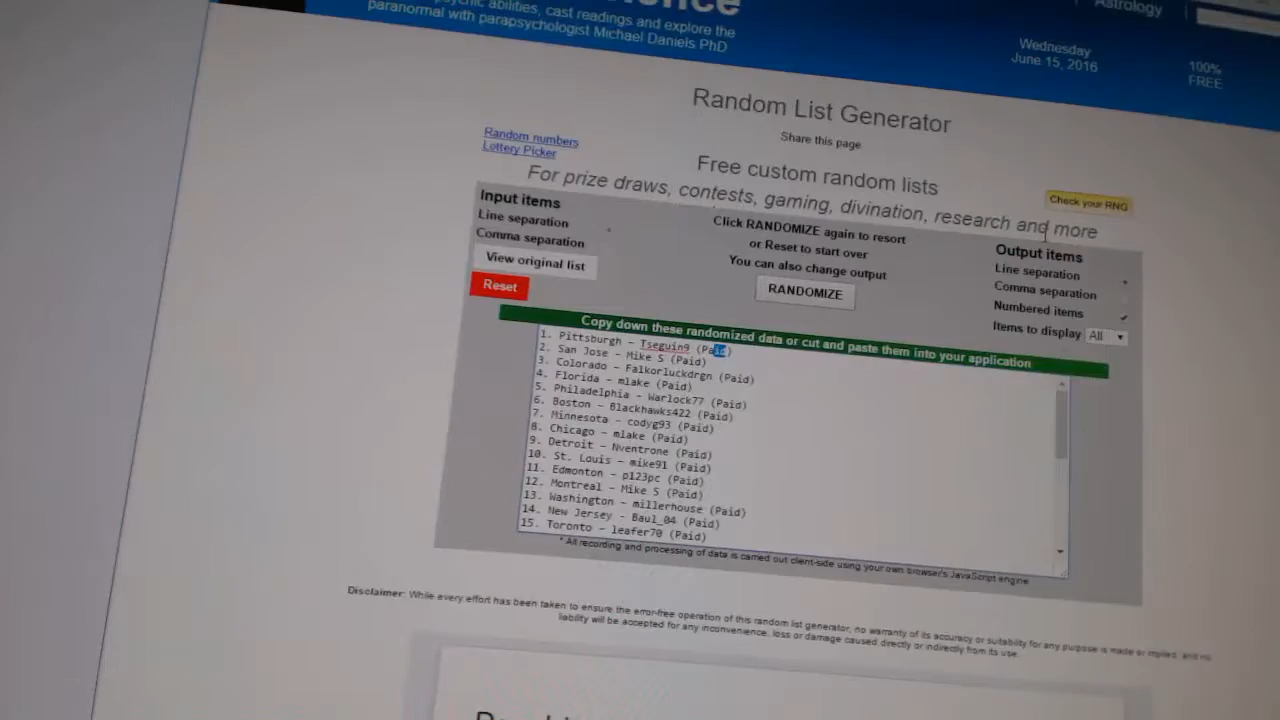 psychic abilities, cast readings and explore the
paranormal with parapsychologist Michael Daniels PhD
Astrology
Wednesday
June 15, 2016
100%
FREE
Random List Generator
Share this page
Random numbers
Lottery Picker
Free custom random lists
For prize draws, contests, gaming, divination, research and more
Check your RNG
Input items
Line separation
Comma separation
View original list
Reset
Click RANDOMIZE again to resort
or Reset to start over
You can also change output
RANDOMIZE
Output items
Line separation
Comma separation
Numbered items
Items to display All
Copy down these randomized data or cut and paste them into your application
1. Pittsburgh - Tseguin9 (Paid)
2. San Jose - Mike S (Paid)
3. Colorado - Falkorluckdrgn (Paid)
4. Florida - mlake (Paid)
5. Philadelphia - Warlock77 (Paid)
6. Boston - Blackhawks422 (Paid)
7. Minnesota - codyg93 (Paid)
8. Chicago - mlake (Paid)
9. Detroit - Nventrone (Paid)
10. St. Louis - mike91 (Paid)
11. Edmonton - p123pc (Paid)
12. Montreal - Mike S (Paid)
13. Washington - millerhouse (Paid)
14. New Jersey - Baul_04 (Paid)
15. Toronto - leafer70 (Paid)
* All recording and processing of data is carried out client-side using your own browser's JavaScript engine
Disclaimer: While every effort has been taken to ensure the error-free operation of this random list generator, no warranty of its accuracy or suitability for any purpose is made or implied, and no
liability will be accepted for any inconvenience, loss or damage caused directly or indirectly from its use.